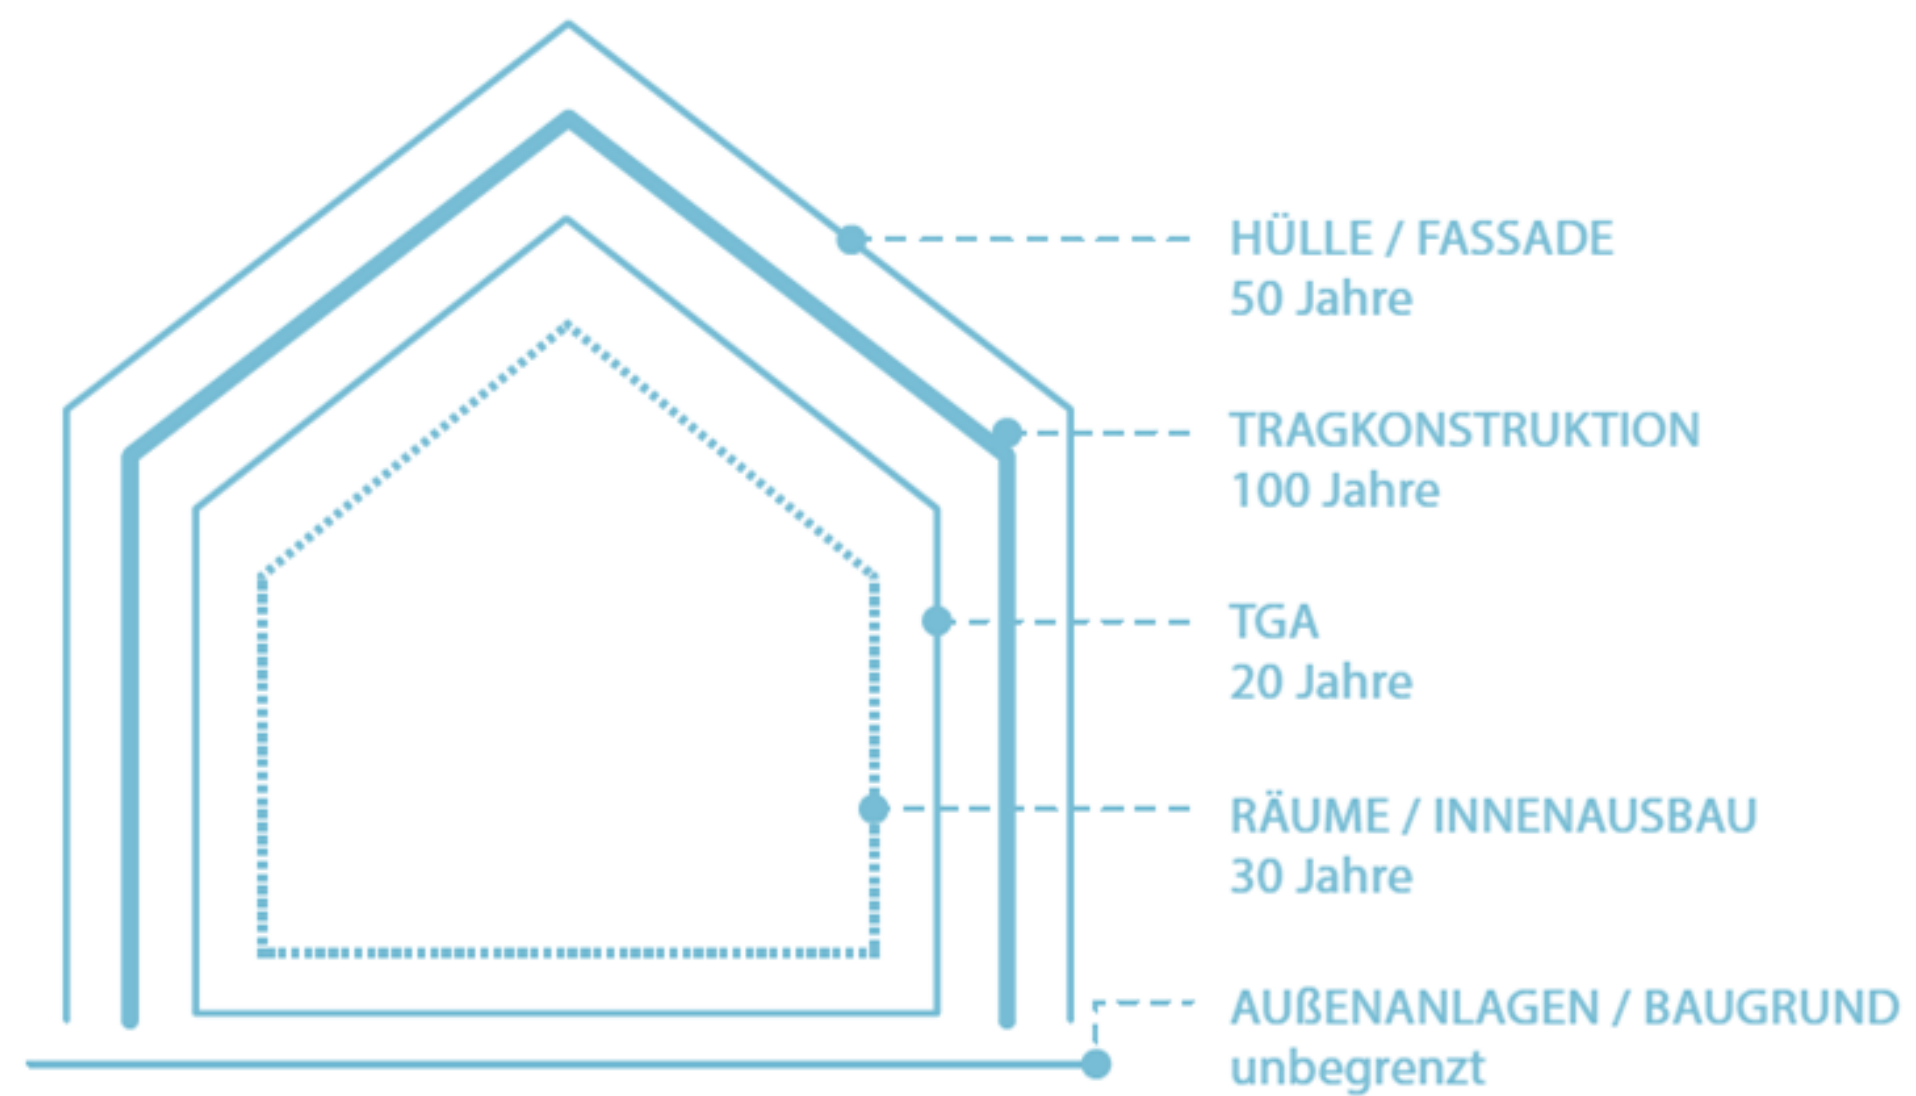 HÜLLE / FASSADE
50 Jahre
TRAGKONSTRUKTION
100 Jahre
TGA
20 Jahre
RÄUME / INNENAUSBAU
30 Jahre
AUßENANLAGEN / BAUGRUND
unbegrenzt